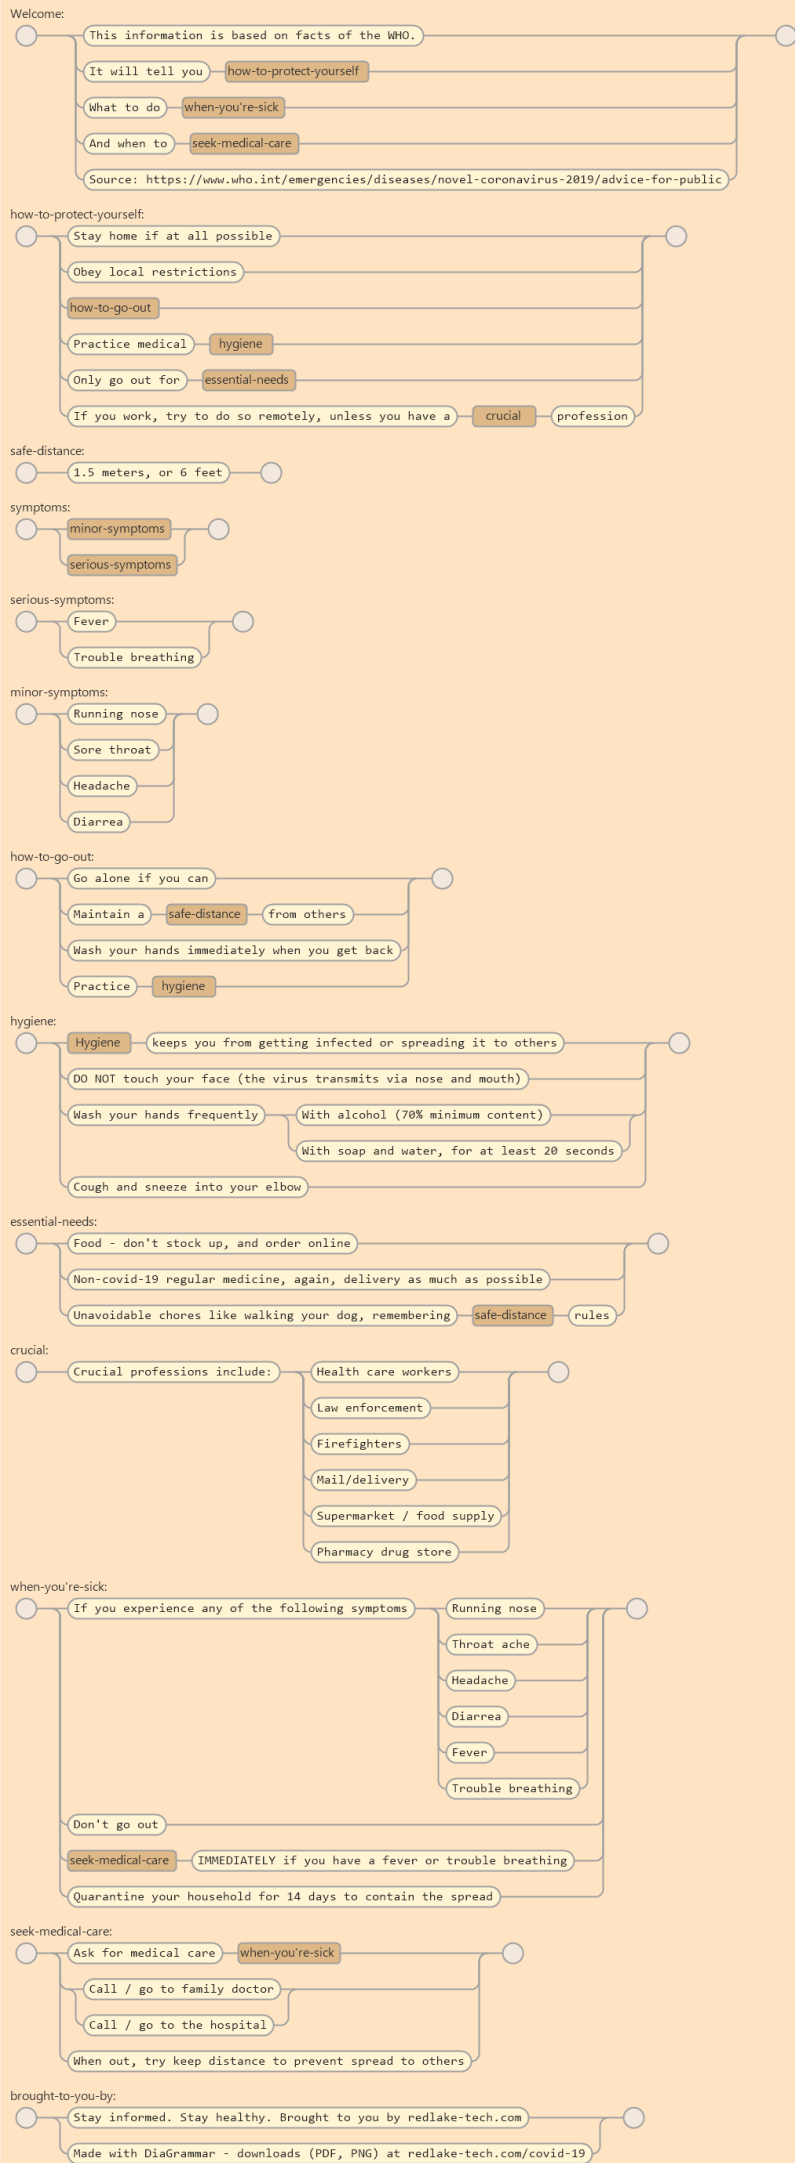 Welcome:
This information is based on facts of the WHO.
It will tell you how-to-protect-yourself
What to do when-you're-sick
And when to seek-medical-care
Source: https://www.who.int/emergencies/diseases/novel-coronavirus-2019/advice-for-public
how-to-protect-yourself:
Stay home if at all possible
Obey local restrictions
how-to-go-out
Practice medical hygiene
Only go out for essential-needs
If you work, try to do so remotely, unless you have a crucial profession
safe-distance:
1.5 meters, or 6 feet
symptoms:
minor-symptoms
serious-symptoms
serious-symptoms:
Fever
Trouble breathing
minor-symptoms:
Running nose
Sore throat
Headache
Diarrea
how-to-go-out:
Go alone if you can
Maintain a safe-distance from others
Wash your hands immediately when you get back
Practice hygiene
hygiene:
Hygiene keeps you from getting infected or spreading it to others
DO NOT touch your face (the virus transmits via nose and mouth)
Wash your hands frequently With alcohol (70% minimum content)
With soap and water, for at least 20 seconds
Cough and sneeze into your elbow
essential-needs:
Food - don't stock up, and order online
Non-covid-19 regular medicine, again, delivery as much as possible
Unavoidable chores like walking your dog, remembering safe-distance rules
crucial:
Crucial professions include: Health care workers
Law enforcement
Firefighters
Mail/delivery
Supermarket / food supply
Pharmacy drug store
when-you're-sick:
If you experience any of the following symptoms Running nose
Throat ache
Headache
Diarrea
Fever
Trouble breathing
Don't go out
seek-medical-care IMMEDIATELY if you have a fever or trouble breathing
Quarantine your household for 14 days to contain the spread
seek-medical-care:
Ask for medical care when-you're-sick
Call / go to family doctor
Call / go to the hospital
When out, try keep distance to prevent spread to others
brought-to-you-by:
Stay informed. Stay healthy. Brought to you by redlake-tech.com
Made with DiaGrammar - downloads (PDF, PNG) at redlake-tech.com/covid-19